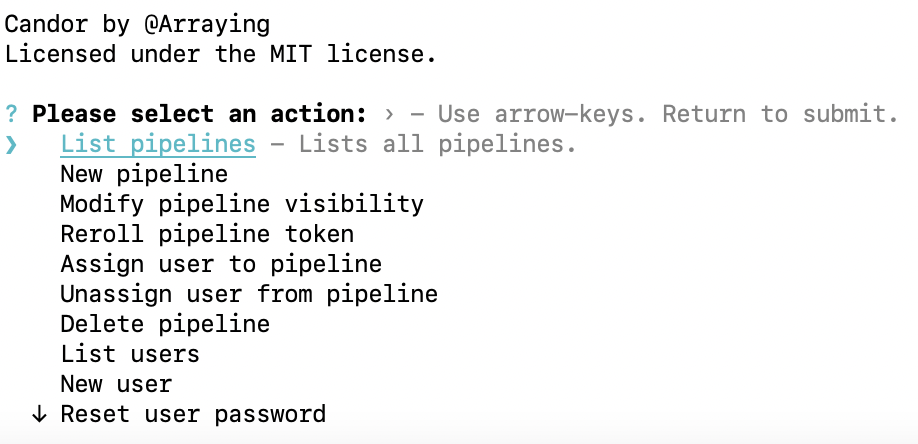 Candor by @Arraying
Licensed under the MIT license.
? Please select an action: › – Use arrow-keys. Return to submit.
❯ List pipelines – Lists all pipelines.
New pipeline
Modify pipeline visibility
Reroll pipeline token
Assign user to pipeline
Unassign user from pipeline
Delete pipeline
List users
New user
↓ Reset user password